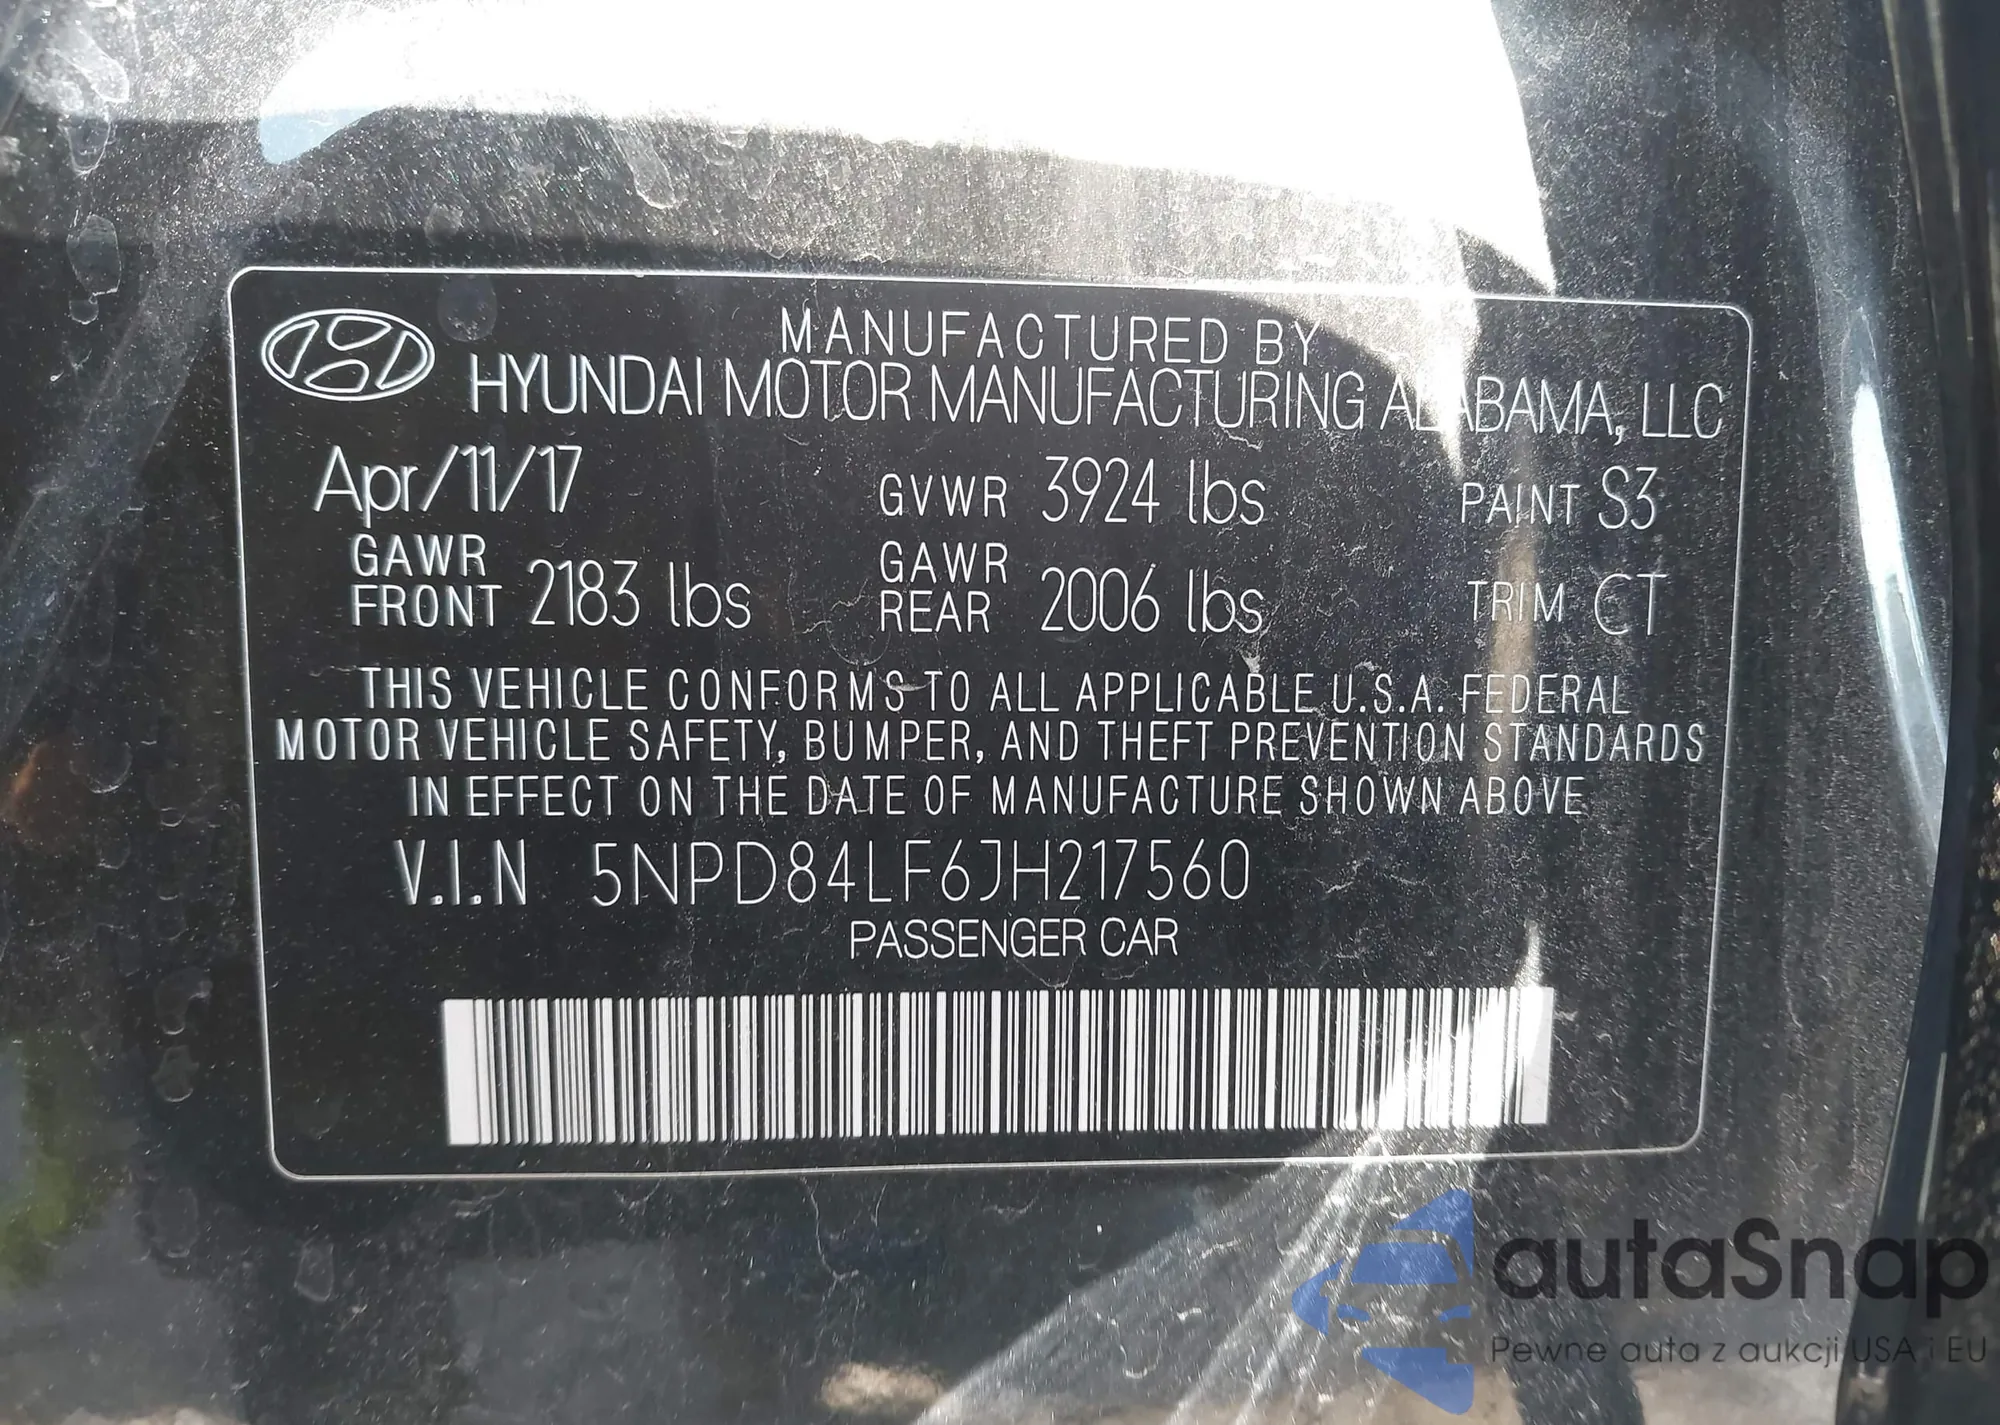 MANUFACTURED BY
HYUNDAI MOTOR MANUFACTURING ALABAMA, LLC
Apr/11/17 GVWR 3924 lbs PAINT S3
GAWR FRONT 2183 lbs GAWR REAR 2006 lbs TRIM CT
THIS VEHICLE CONFORMS TO ALL APPLICABLE U.S.A. FEDERAL
MOTOR VEHICLE SAFETY, BUMPER, AND THEFT PREVENTION STANDARDS
IN EFFECT ON THE DATE OF MANUFACTURE SHOWN ABOVE
V.I.N 5NPD84LF6JH217560
PASSENGER CAR
autaSnap
Pewne auta z aukcji USA i EU